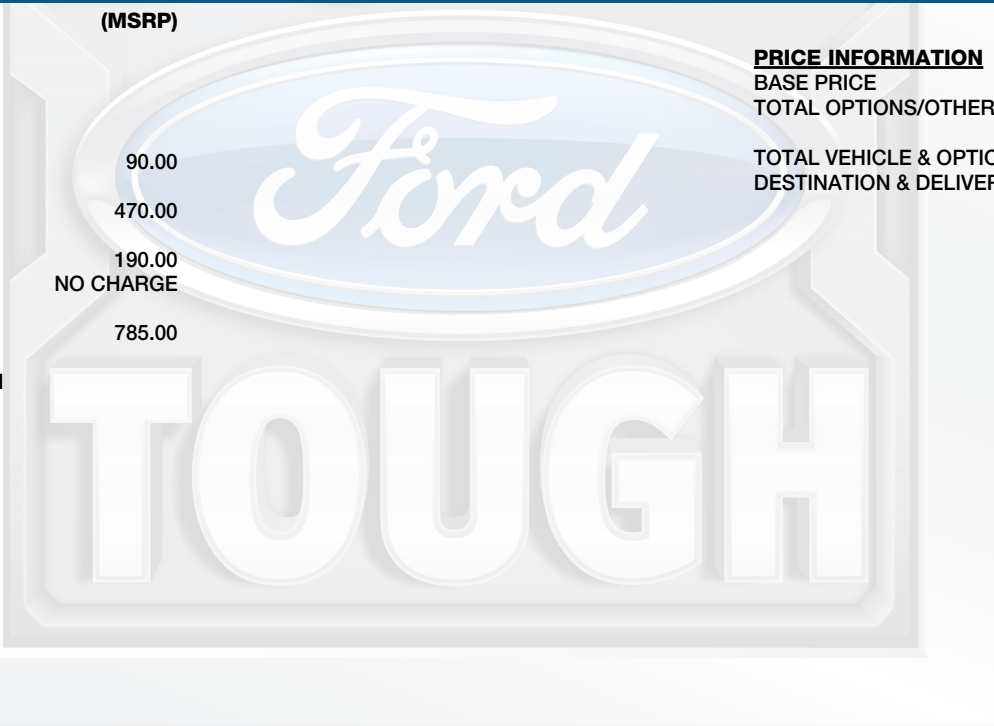 (MSRP)
90.00
470.00
190.00
NO CHARGE
785.00
PRICE INFORMATION
BASE PRICE
TOTAL OPTIONS/OTHER
TOTAL VEHICLE & OPTIO
DESTINATION & DELIVER
Ford
TOUGH